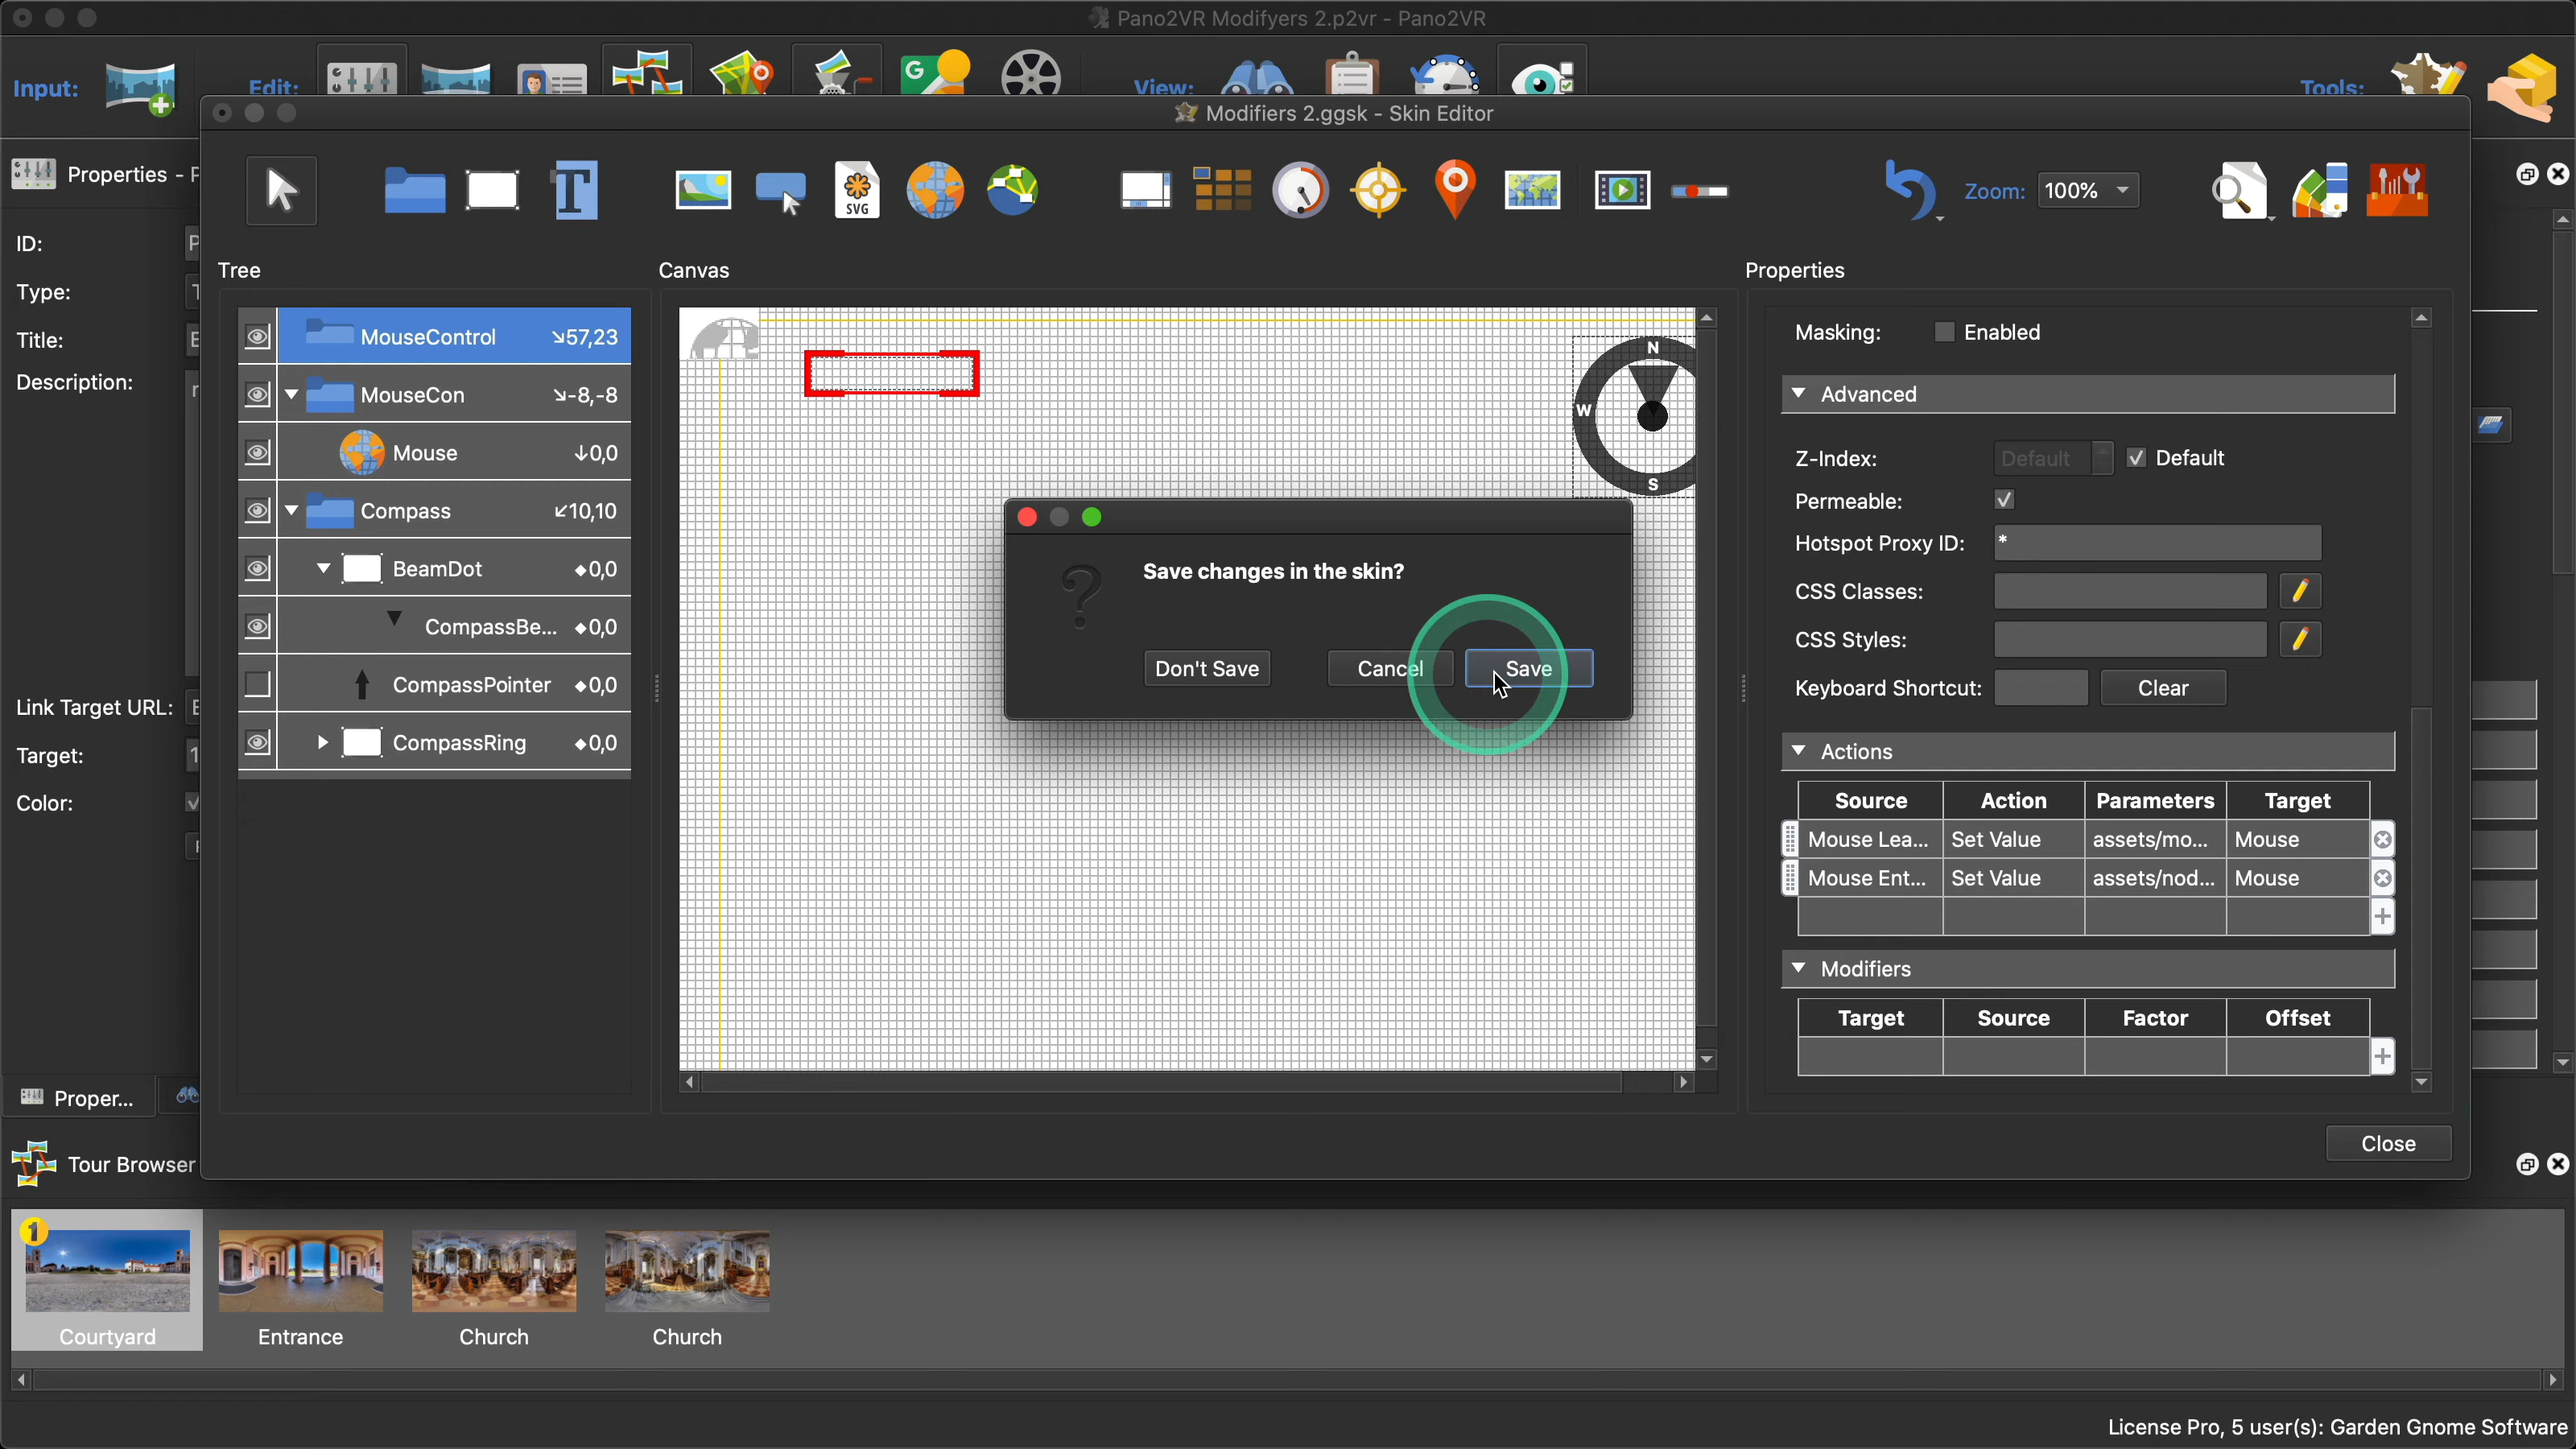 Pano2VR Modifyers 2.p2vr - Pano2VR
Input:
Edit:
View:
Tools:
G
Modifiers 2.ggsk - Skin Editor
Properties - P
T
SVG
Zoom: 100%
ID: P
Type: T
Title: E
Description: r
Link Target URL: E
Target: 1
Color:
F
Tree
MouseControl 57,23
MouseCon -8,-8
Mouse 0,0
Compass 10,10
BeamDot 0,0
CompassBe... 0,0
CompassPointer 0,0
CompassRing 0,0
Canvas
N
W
S
Save changes in the skin?
Don't Save Cancel Save
Properties
Masking: Enabled
Advanced
Z-Index: Default Default
Permeable:
Hotspot Proxy ID: *
CSS Classes:
CSS Styles:
Keyboard Shortcut: Clear
Actions
Source Action Parameters Target
Mouse Lea... Set Value assets/mo... Mouse
Mouse Ent... Set Value assets/nod... Mouse
Modifiers
Target Source Factor Offset
Close
Proper...
Tour Browser
1
Courtyard
Entrance
Church
Church
License Pro, 5 user(s): Garden Gnome Software